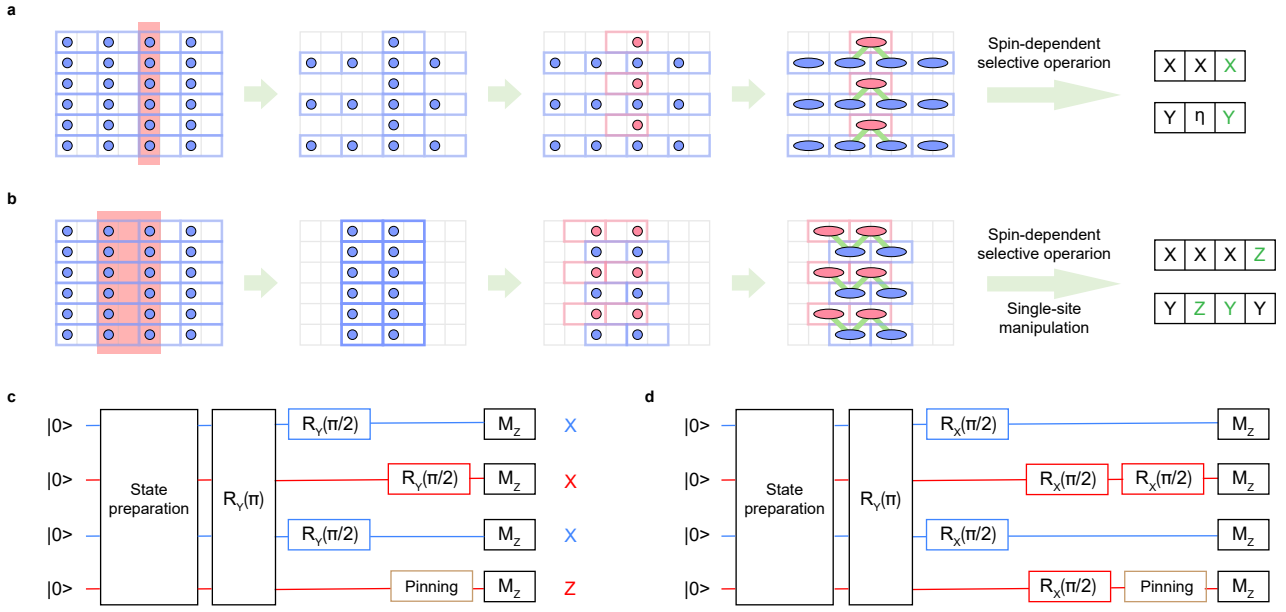 a
Spin-dependent
selective operarion
X X X
Y η Y
b
Spin-dependent
selective operarion
Single-site
manipulation
X X X Z
Y Z Y Y
c
|0> State preparation R_Y(π) R_Y(π/2) M_Z X
|0> R_Y(π/2) M_Z X
|0> R_Y(π/2) M_Z X
|0> Pinning M_Z Z
d
|0> State preparation R_Y(π) R_X(π/2) M_Z
|0> R_X(π/2) R_X(π/2) M_Z
|0> R_X(π/2) M_Z
|0> R_X(π/2) Pinning M_Z